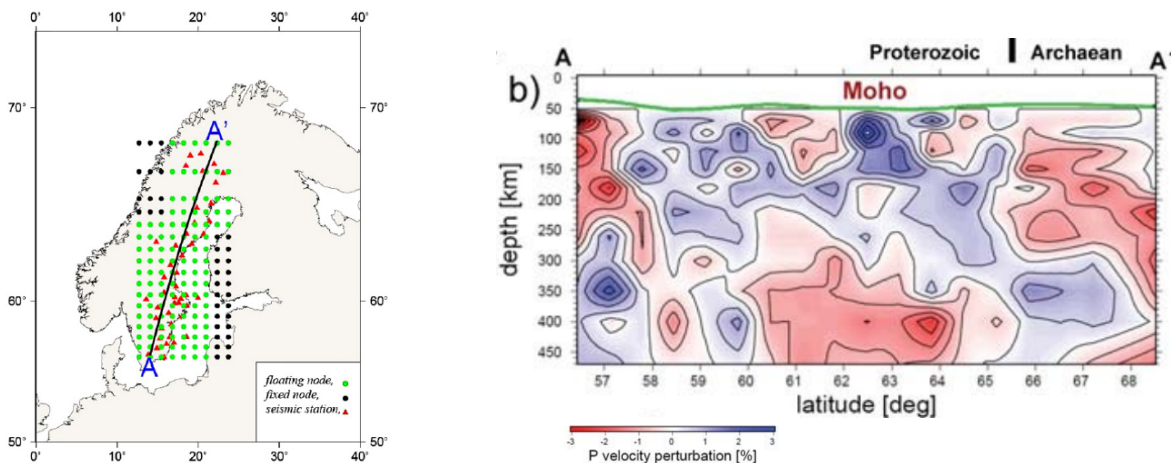 0° 10° 20° 30° 40°
70° 70°
60° 60°
50° 50°
0° 10° 20° 30° 40°
A'
A
floating node,
fixed node,
seismic station,
b)
A Proterozoic Archaean A'
Moho
0
50
100
150
200
250
300
350
400
450
depth [km]
57 58 59 60 61 62 63 64 65 66 67 68
latitude [deg]
-3 -2 -1 0 1 2 3
P velocity perturbation [%]